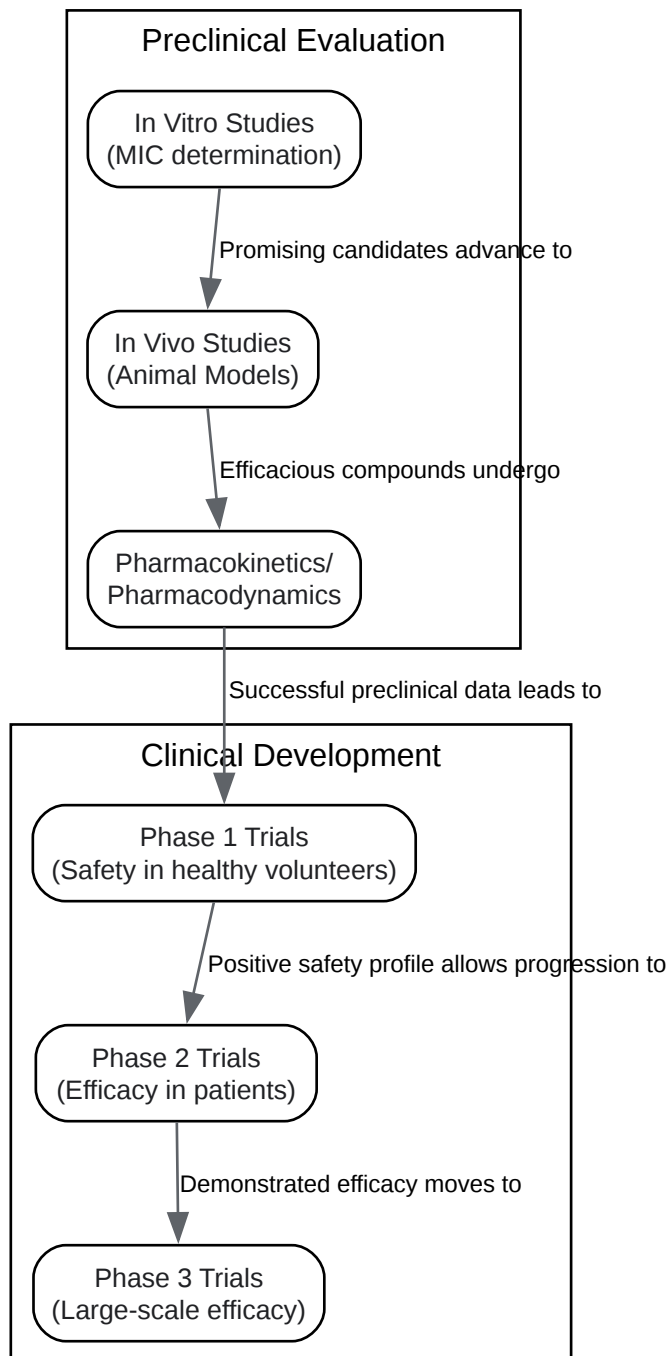 Preclinical Evaluation
In Vitro Studies
(MIC determination)
Promising candidates advance to
In Vivo Studies
(Animal Models)
Efficacious compounds undergo
Pharmacokinetics/
Pharmacodynamics
Successful preclinical data leads to
Clinical Development
Phase 1 Trials
(Safety in healthy volunteers)
Positive safety profile allows progression to
Phase 2 Trials
(Efficacy in patients)
Demonstrated efficacy moves to
Phase 3 Trials
(Large-scale efficacy)